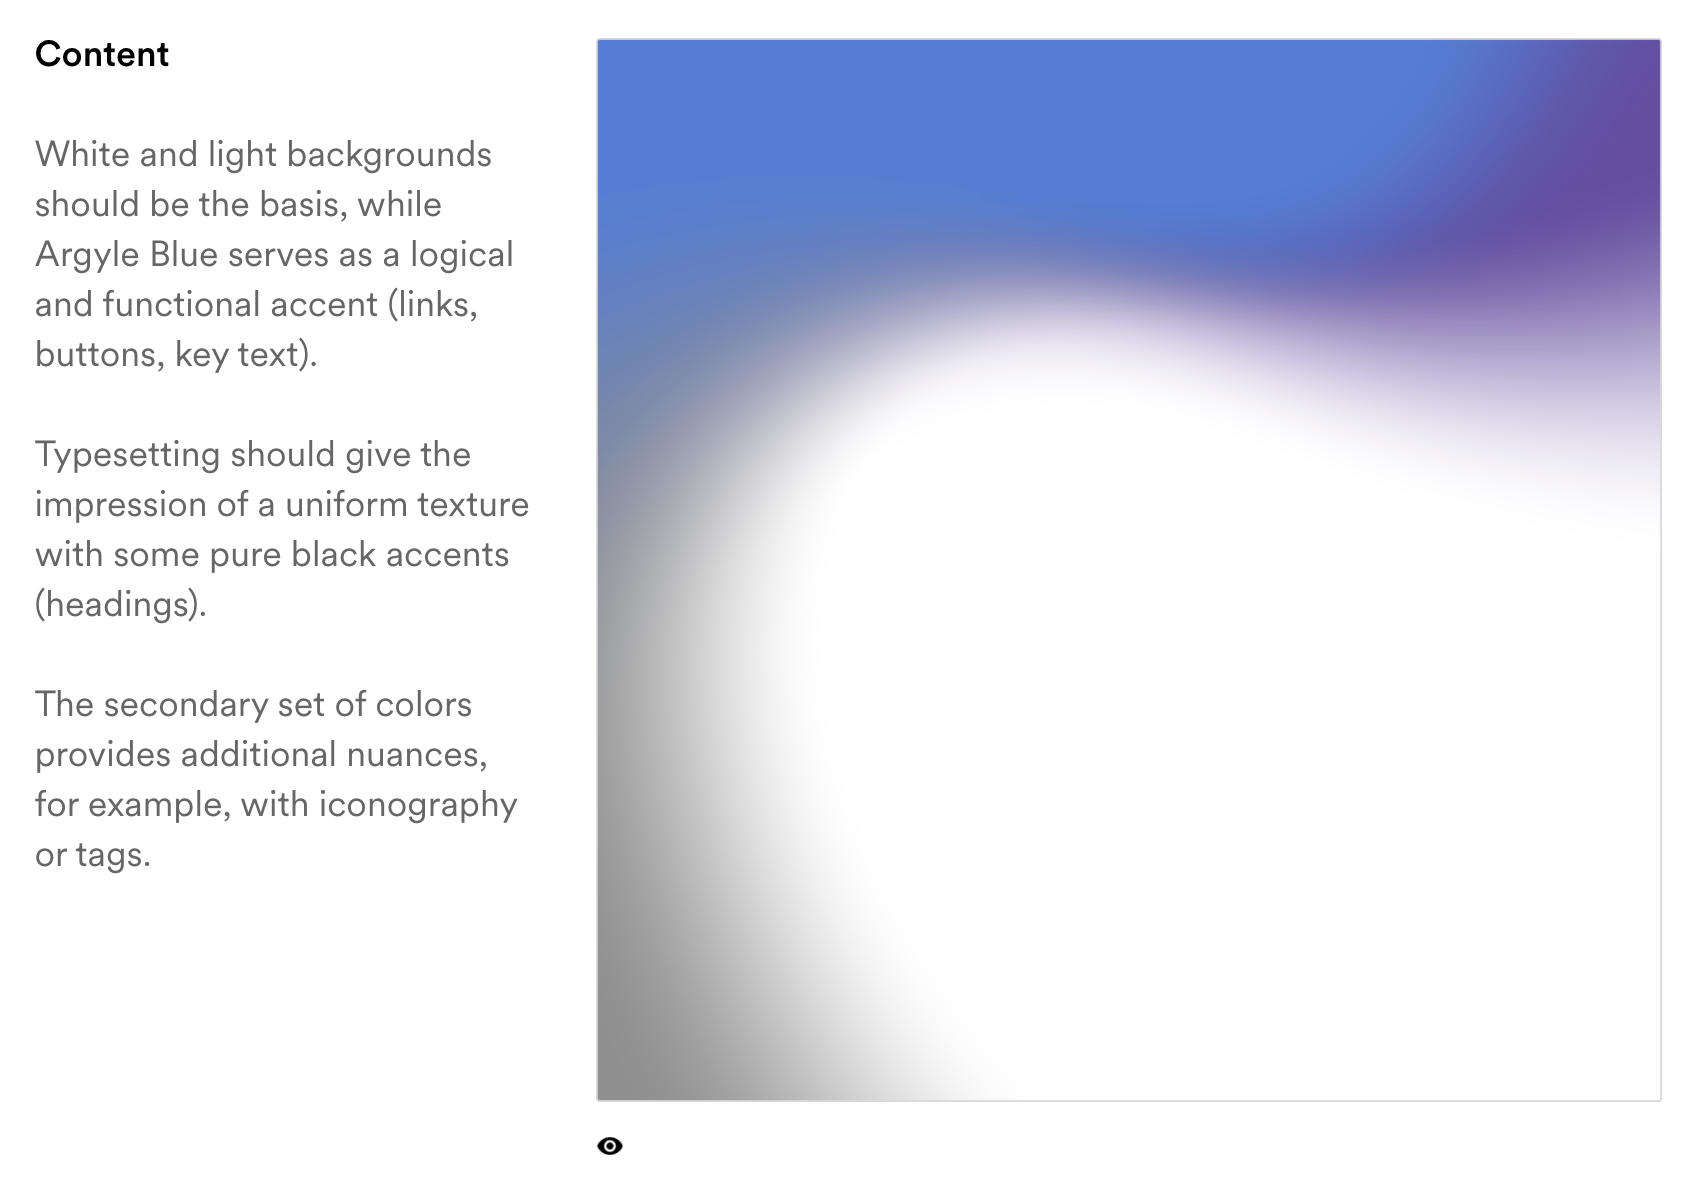 Content
White and light backgrounds
should be the basis, while
Argyle Blue serves as a logical
and functional accent (links,
buttons, key text).
Typesetting should give the
impression of a uniform texture
with some pure black accents
(headings).
The secondary set of colors
provides additional nuances,
for example, with iconography
or tags.